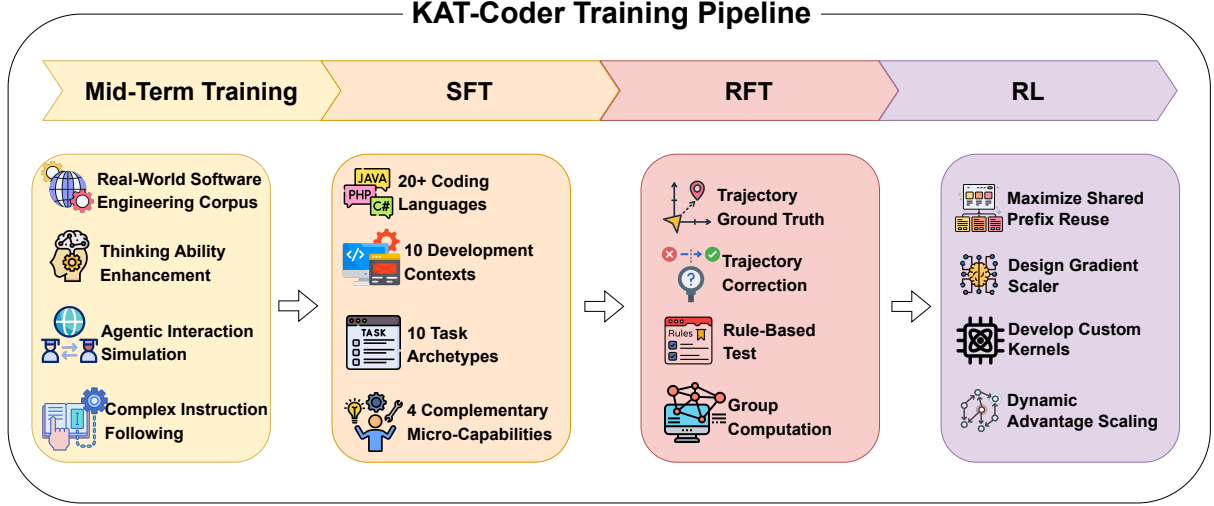 KAT-Coder Training Pipeline
Mid-Term Training
SFT
RFT
RL
Real-World Software
Engineering Corpus
Thinking Ability
Enhancement
Agentic Interaction
Simulation
Complex Instruction
Following
JAVA
PHP
C#
20+ Coding
Languages
</>
10 Development
Contexts
TASK
10 Task
Archetypes
4 Complementary
Micro-Capabilities
Trajectory
Ground Truth
?
Trajectory
Correction
Rules
Rule-Based
Test
Group
Computation
Maximize Shared
Prefix Reuse
Design Gradient
Scaler
Develop Custom
Kernels
Dynamic
Advantage Scaling